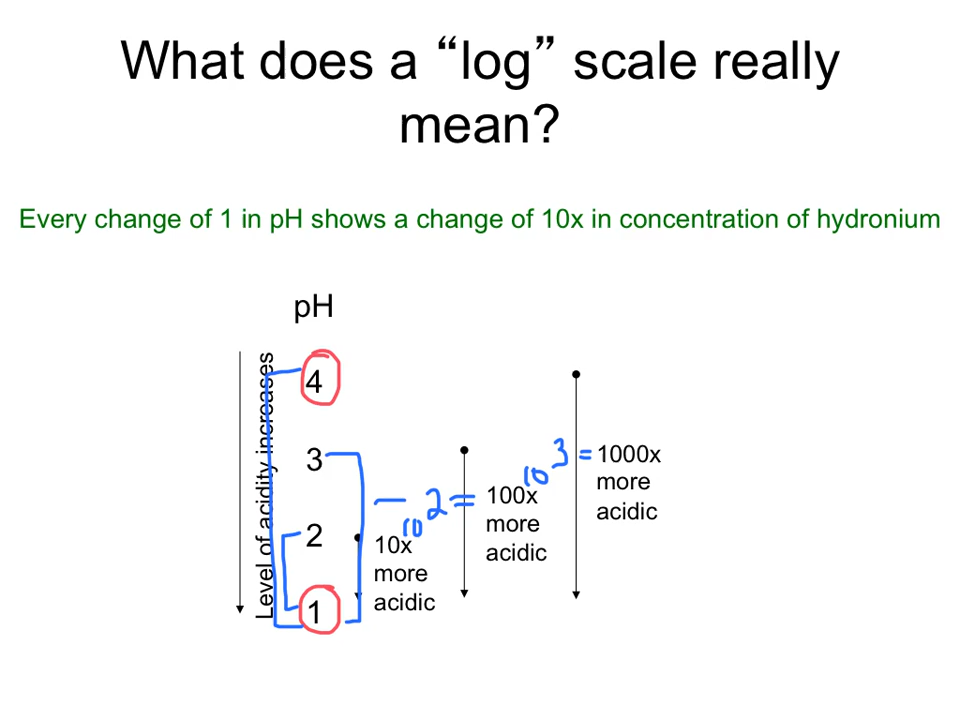 What does a “log” scale really
mean?
Every change of 1 in pH shows a change of 10x in concentration of hydronium
pH
Level of acidity increases
4
3
2
1
10x
more
acidic
10 2 =
100x
more
acidic
10 3 =
1000x
more
acidic